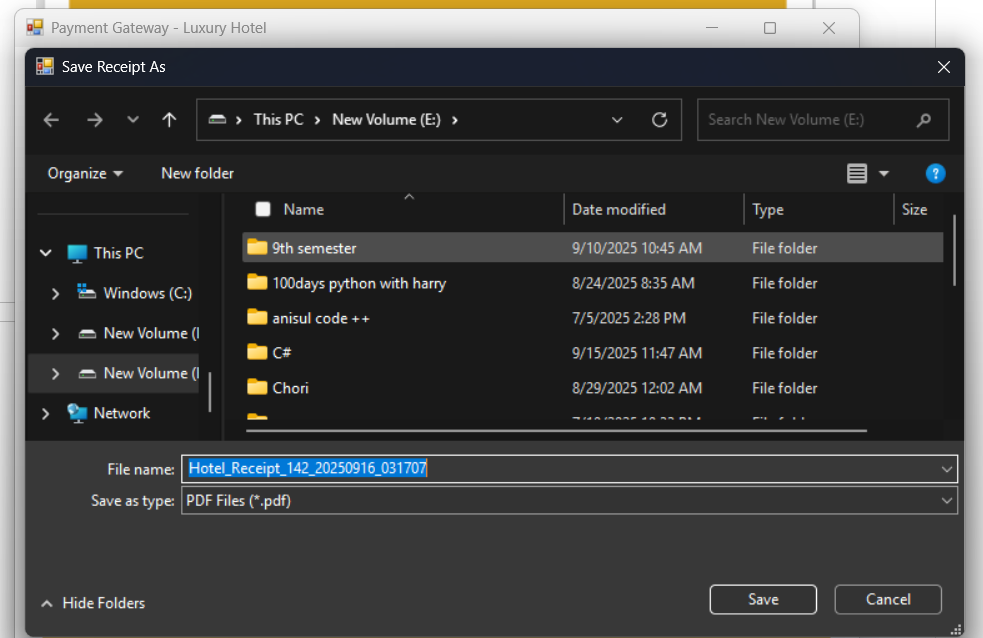 Payment Gateway - Luxury Hotel
Save Receipt As
This PC > New Volume (E:) >
Search New Volume (E:)
Organize
New folder
Name
Date modified
Type
Size
This PC
Windows (C:)
New Volume (
New Volume (
Network
9th semester 9/10/2025 10:45 AM File folder
100days python with harry 8/24/2025 8:35 AM File folder
anisul code ++ 7/5/2025 2:28 PM File folder
C# 9/15/2025 11:47 AM File folder
Chori 8/29/2025 12:02 AM File folder
File name: Hotel_Receipt_142_20250916_031707
Save as type: PDF Files (*.pdf)
Hide Folders
Save
Cancel